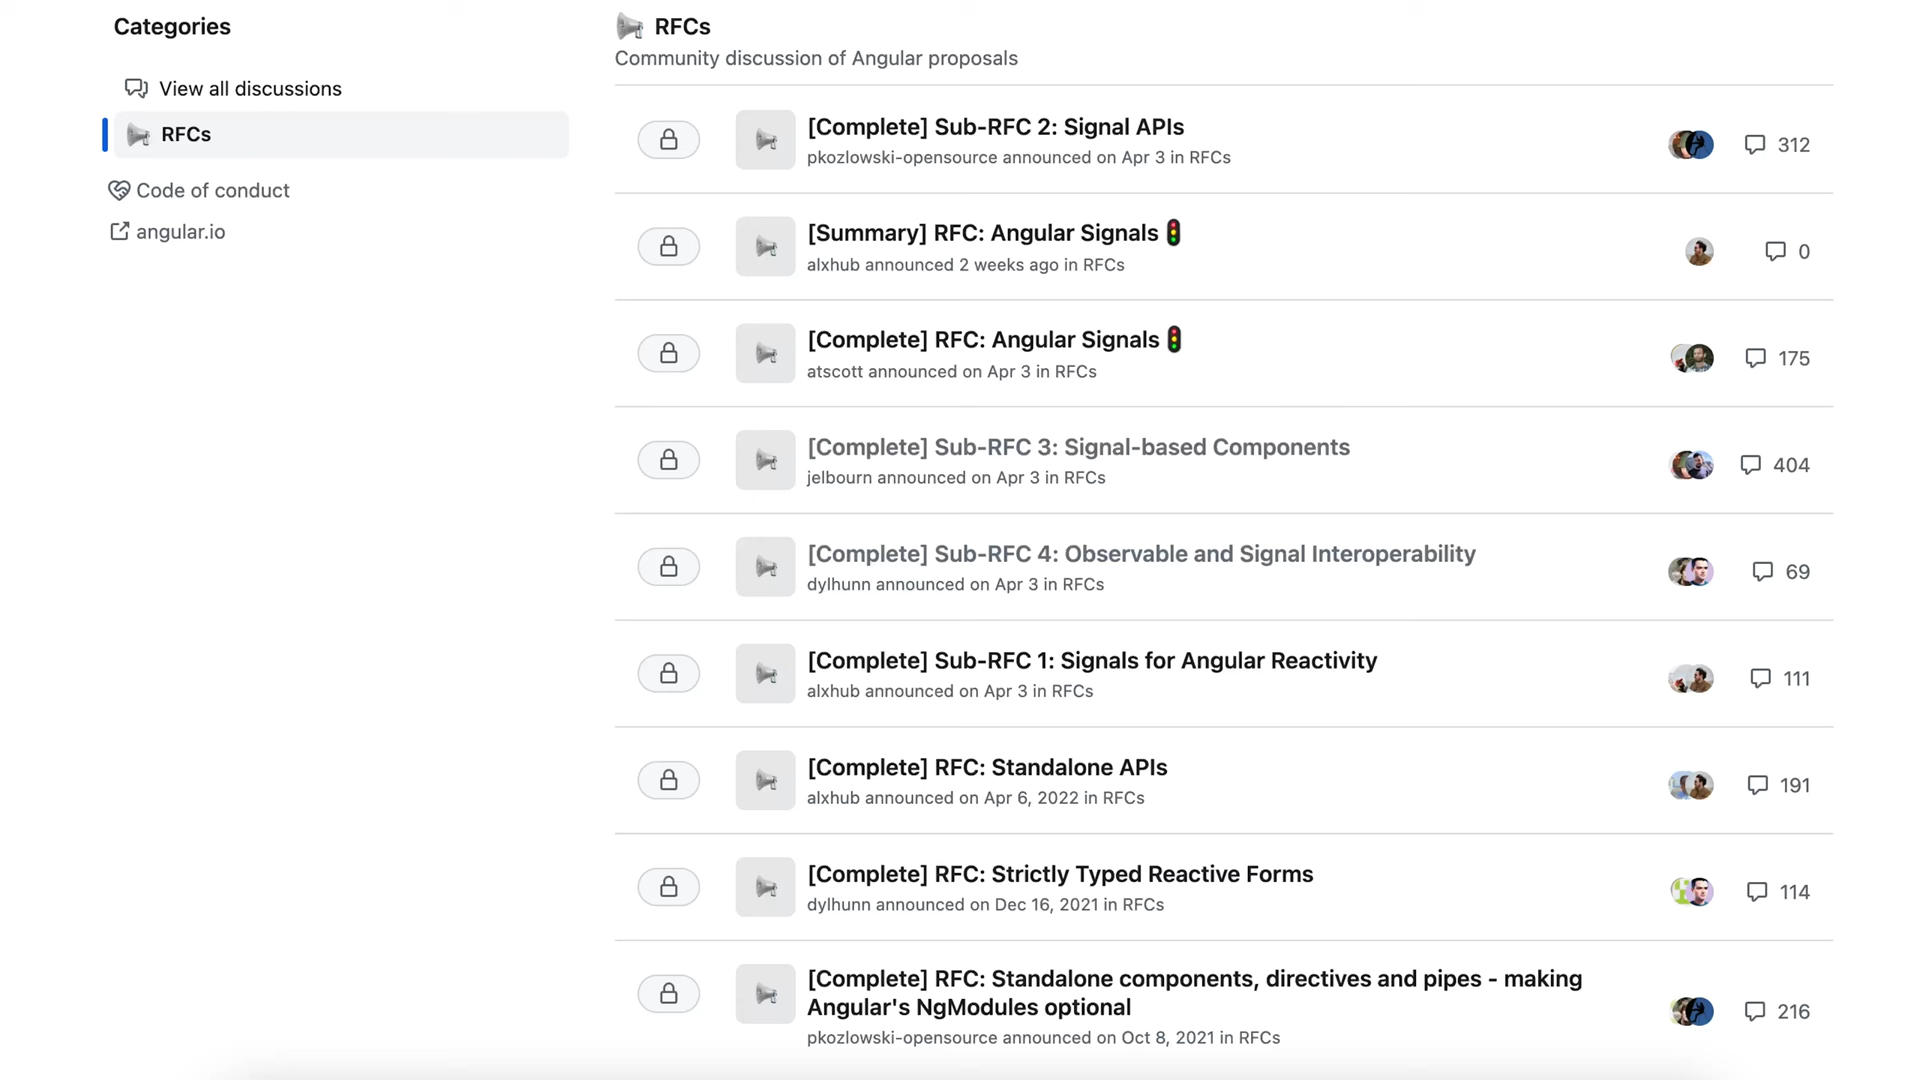 Categories
View all discussions
RFCs
Code of conduct
angular.io
RFCs
Community discussion of Angular proposals
[Complete] Sub-RFC 2: Signal APIs
pkozlowski-opensource announced on Apr 3 in RFCs
312
[Summary] RFC: Angular Signals🚦
alxhub announced 2 weeks ago in RFCs
0
[Complete] RFC: Angular Signals🚦
atscott announced on Apr 3 in RFCs
175
[Complete] Sub-RFC 3: Signal-based Components
jelbourn announced on Apr 3 in RFCs
404
[Complete] Sub-RFC 4: Observable and Signal Interoperability
dylhunn announced on Apr 3 in RFCs
69
[Complete] Sub-RFC 1: Signals for Angular Reactivity
alxhub announced on Apr 3 in RFCs
111
[Complete] RFC: Standalone APIs
alxhub announced on Apr 6, 2022 in RFCs
191
[Complete] RFC: Strictly Typed Reactive Forms
dylhunn announced on Dec 16, 2021 in RFCs
114
[Complete] RFC: Standalone components, directives and pipes - making
Angular's NgModules optional
pkozlowski-opensource announced on Oct 8, 2021 in RFCs
216